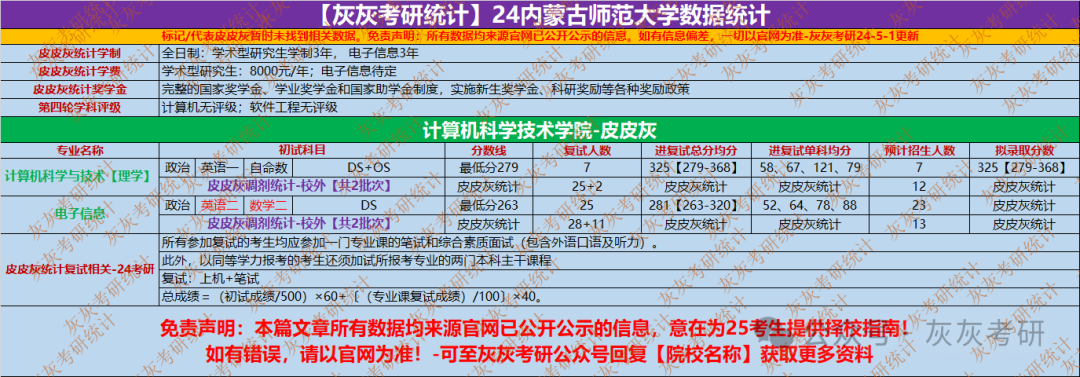 【灰灰考研统计】24内蒙古师范大学数据统计
标记/代表皮皮灰暂时未找到相关数据。免责声明：所有数据均来源官网已公开公示的信息。如有信息偏差，一切以官网为准-灰灰考研24-5-1更新
皮皮灰统计学制 全日制：学术型研究生学制3年， 电子信息3年
皮皮灰统计学费 学术型研究生：8000元/年；电子信息待定
皮皮灰统计奖学金 完整的国家奖学金、学业奖学金和国家助学金制度，实施新生奖学金、科研奖励等各种奖励政策
第四轮学科评级 计算机无评级；软件工程无评级
计算机科学技术学院-皮皮灰
专业名称 初试科目 分数线 复试人数 进复试总分均分 进复试单科均分 预计招生人数 拟录取分数
计算机科学与技术【理学】 政治 英语一 自命数 DS+OS 最低分279 7 325【279-368】 58、67、121、79 7 325【279-368】
皮皮灰调剂统计-校外【共2批次】 皮皮灰统计 25+2 皮皮灰统计 皮皮灰统计 12 皮皮灰统计
电子信息 政治 英语二 数学二 DS 最低分263 25 281【263-320】 52、64、78、88 23 皮皮灰统计
皮皮灰调剂统计-校外【共2批次】 皮皮灰统计 28+11 皮皮灰统计 皮皮灰统计 13 皮皮灰统计
皮皮灰统计复试相关-24考研
所有参加复试的考生均应参加一门专业课的笔试和综合素质面试（包含外语口语及听力）。
此外，以同等学力报考的考生还须加试所报考专业的两门本科主干课程
复试：上机+笔试
总成绩＝（初试成绩/500）×60+〔（专业课复试成绩）/100〕×40。
免责声明：本篇文章所有数据均来源官网已公开公示的信息，意在为25考生提供择校指南！
如有错误，请以官网为准！-可至灰灰考研公众号回复【院校名称】获取更多资料
公众号 · 灰灰考研
灰灰考研统计